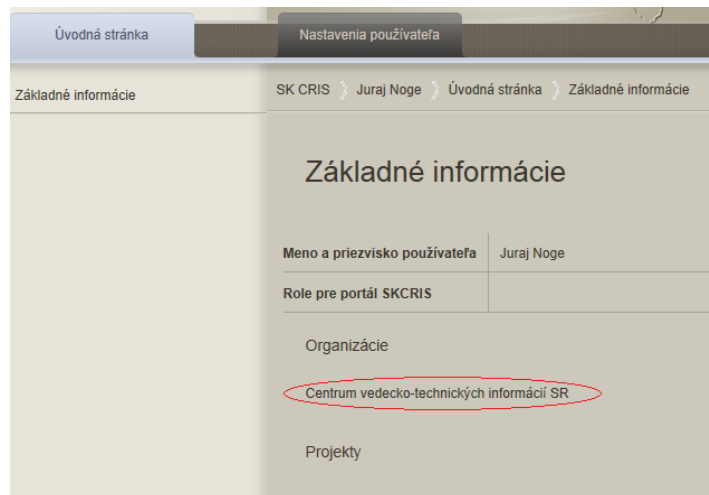 Úvodná stránka
Nastavenia používateľa
Základné informácie
SK CRIS Juraj Noge Úvodná stránka Základné informácie
Základné informácie
Meno a priezvisko používateľa Juraj Noge
Role pre portál SKCRIS
Organizácie
Centrum vedecko-technických informácií SR
Projekty